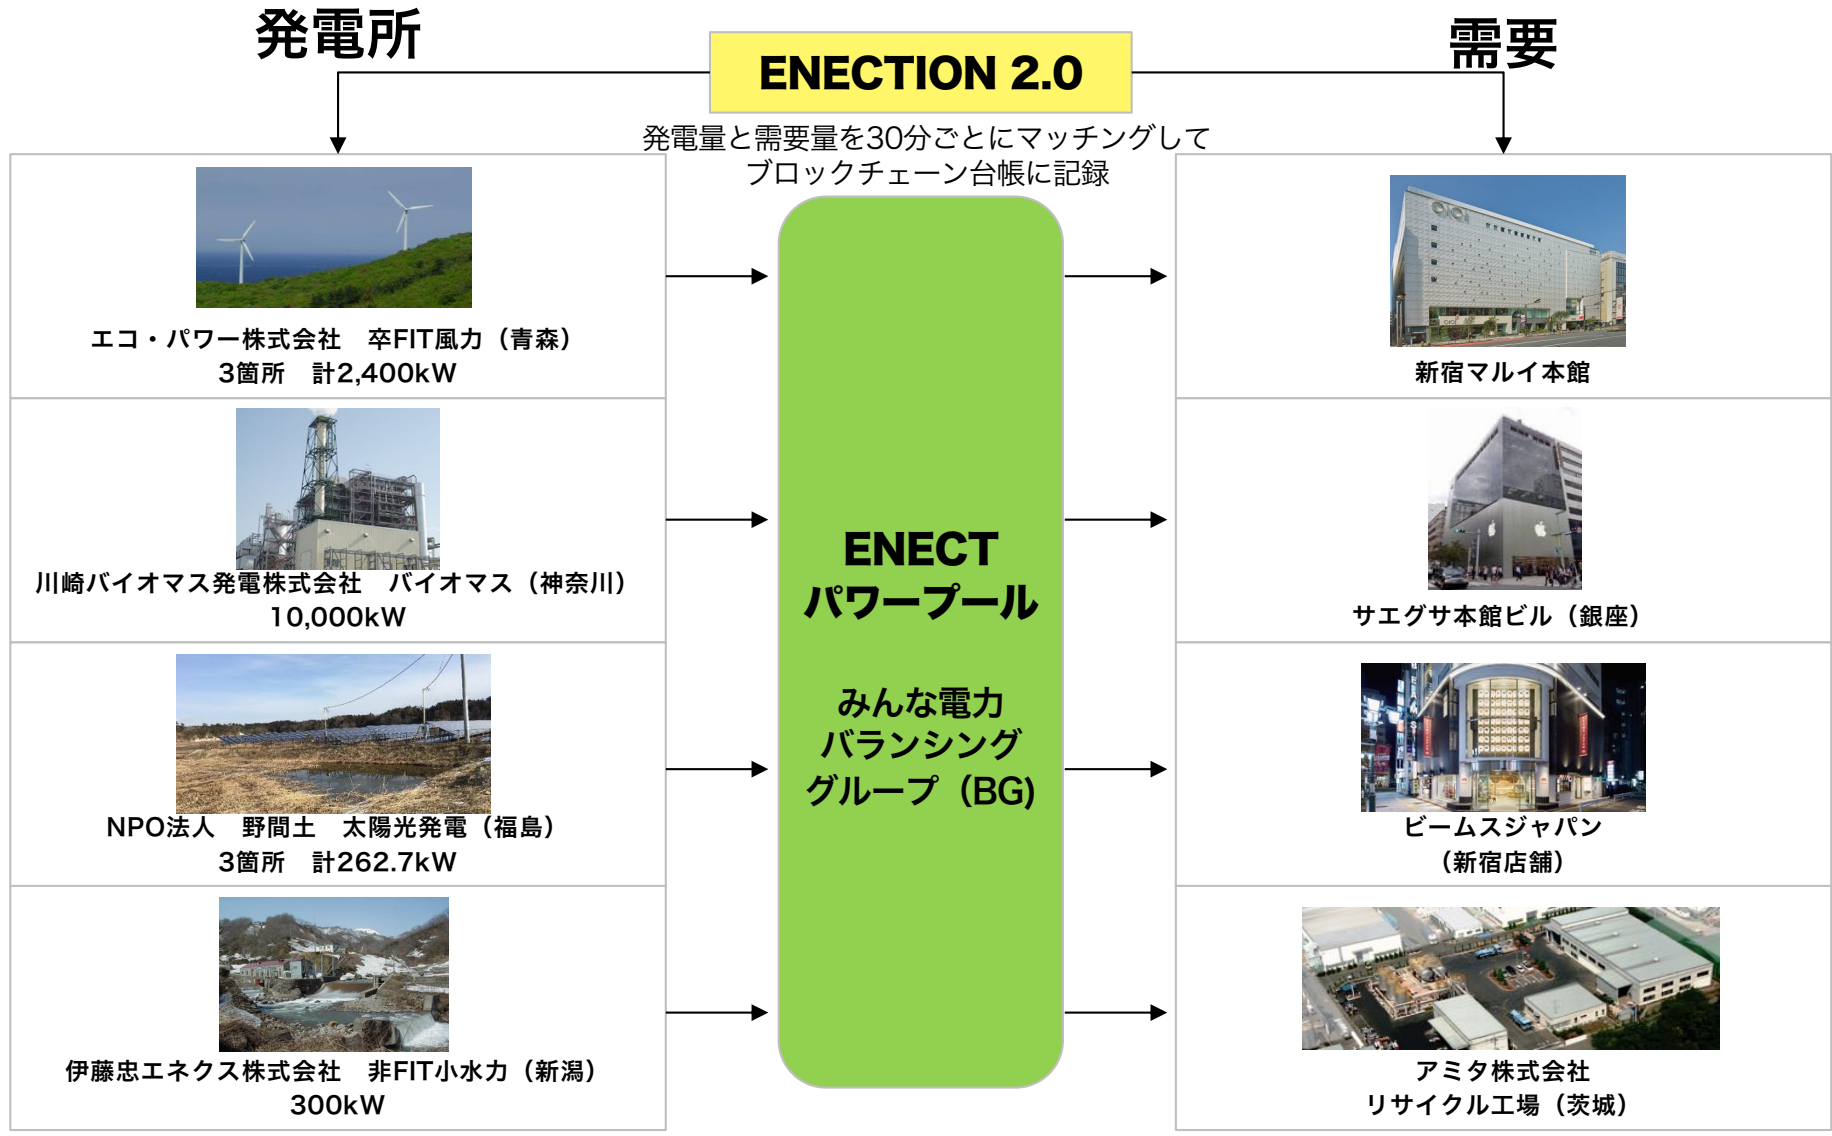 発電所
需要
ENECTION 2.0
発電量と需要量を30分ごとにマッチングして
ブロックチェーン台帳に記録
エコ・パワー株式会社　卒FIT風力（青森）
3箇所　計2,400kW
川崎バイオマス発電株式会社　バイオマス（神奈川）
10,000kW
NPO法人　野間土　太陽光発電（福島）
3箇所　計262.7kW
伊藤忠エネクス株式会社　非FIT小水力（新潟）
300kW
ENECT
パワープール
みんな電力
バランシング
グループ（BG)
OIOI
新宿マルイ本館
サエグサ本館ビル（銀座）
ビームスジャパン
（新宿店舗）
アミタ株式会社
リサイクル工場（茨城）